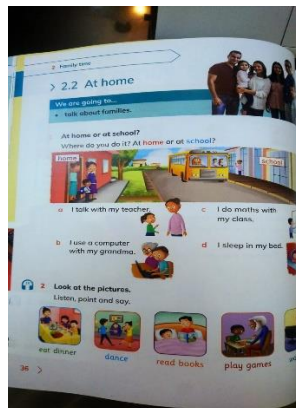 2 Family time
> 2.2 At home
We are going to...
• talk about families.
At home or at school?
Where do you do it? At home or at school?
home
school
a I talk with my teacher.
c I do maths with
my class.
b I use a computer
with my grandma.
d I sleep in my bed.
2 Look at the pictures.
Listen, point and say.
eat dinner
dance
read books
play games
36 >